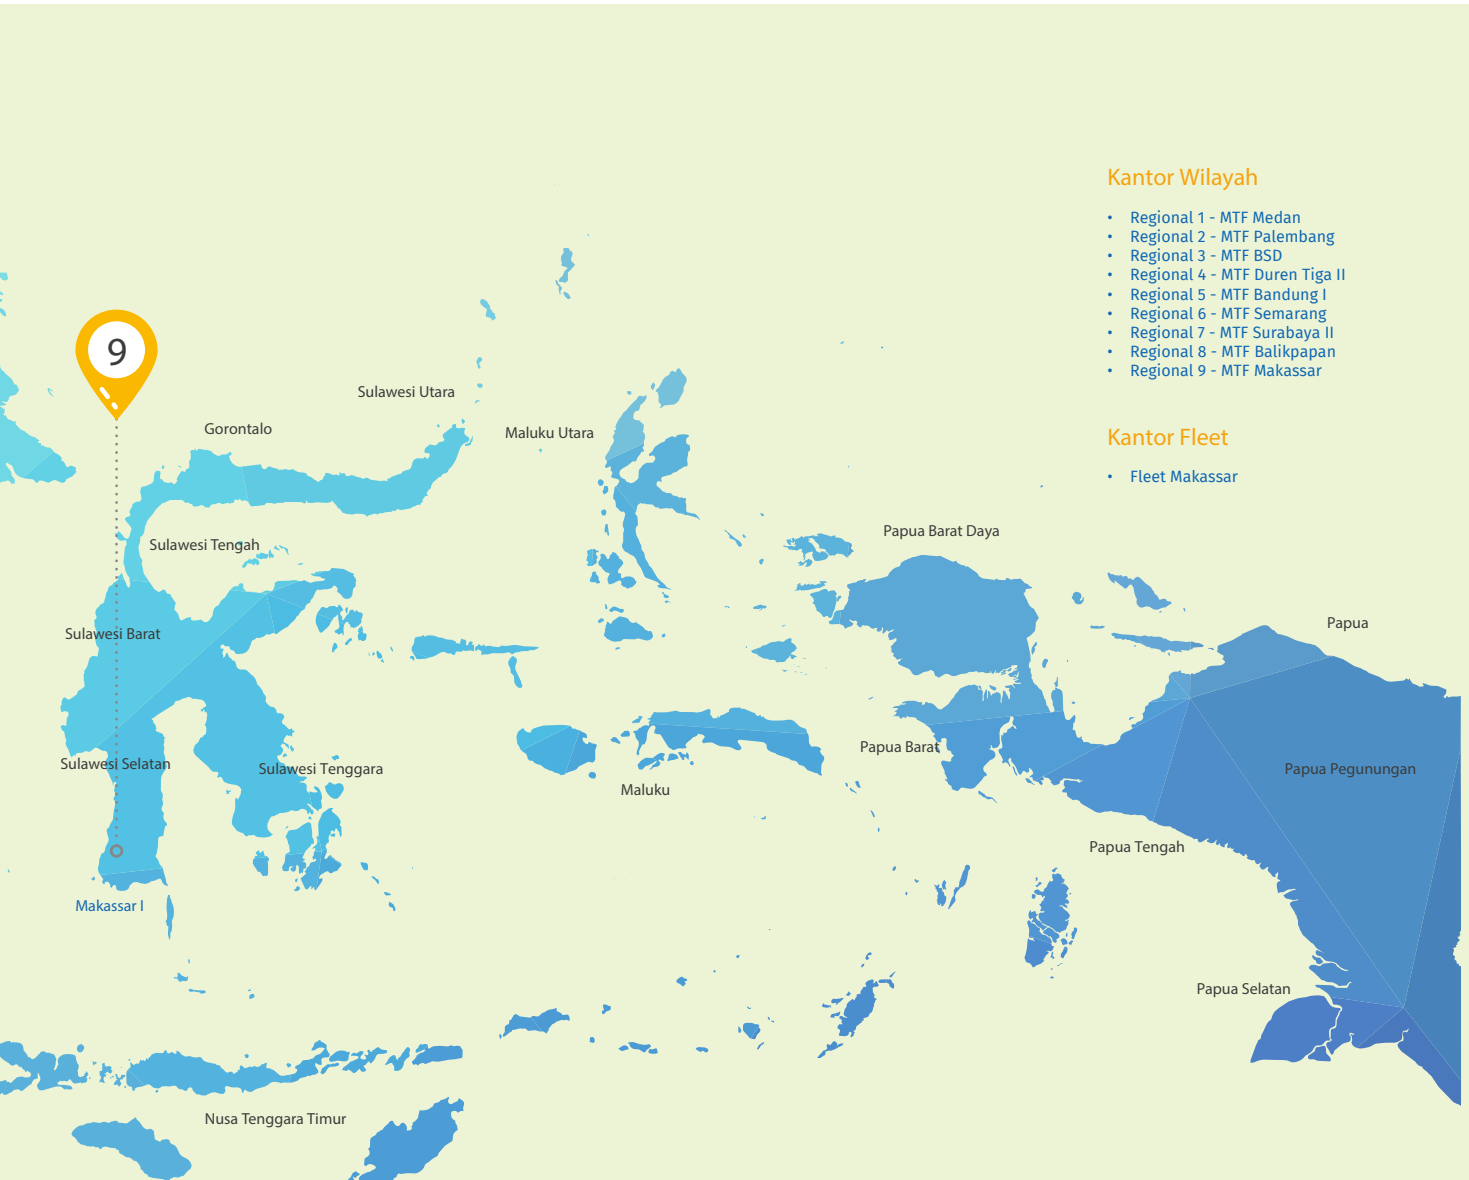 Kantor Wilayah
• Regional 1 - MTF Medan
• Regional 2 - MTF Palembang
• Regional 3 - MTF BSD
• Regional 4 - MTF Duren Tiga II
• Regional 5 - MTF Bandung I
• Regional 6 - MTF Semarang
• Regional 7 - MTF Surabaya II
• Regional 8 - MTF Balikpapan
• Regional 9 - MTF Makassar
Kantor Fleet
• Fleet Makassar
9
Sulawesi Utara
Gorontalo
Maluku Utara
Sulawesi Tengah
Papua Barat Daya
Papua
Sulawesi Barat
Papua Barat
Sulawesi Selatan
Sulawesi Tenggara
Papua Pegunungan
Maluku
Papua Tengah
Makassar I
Papua Selatan
Nusa Tenggara Timur